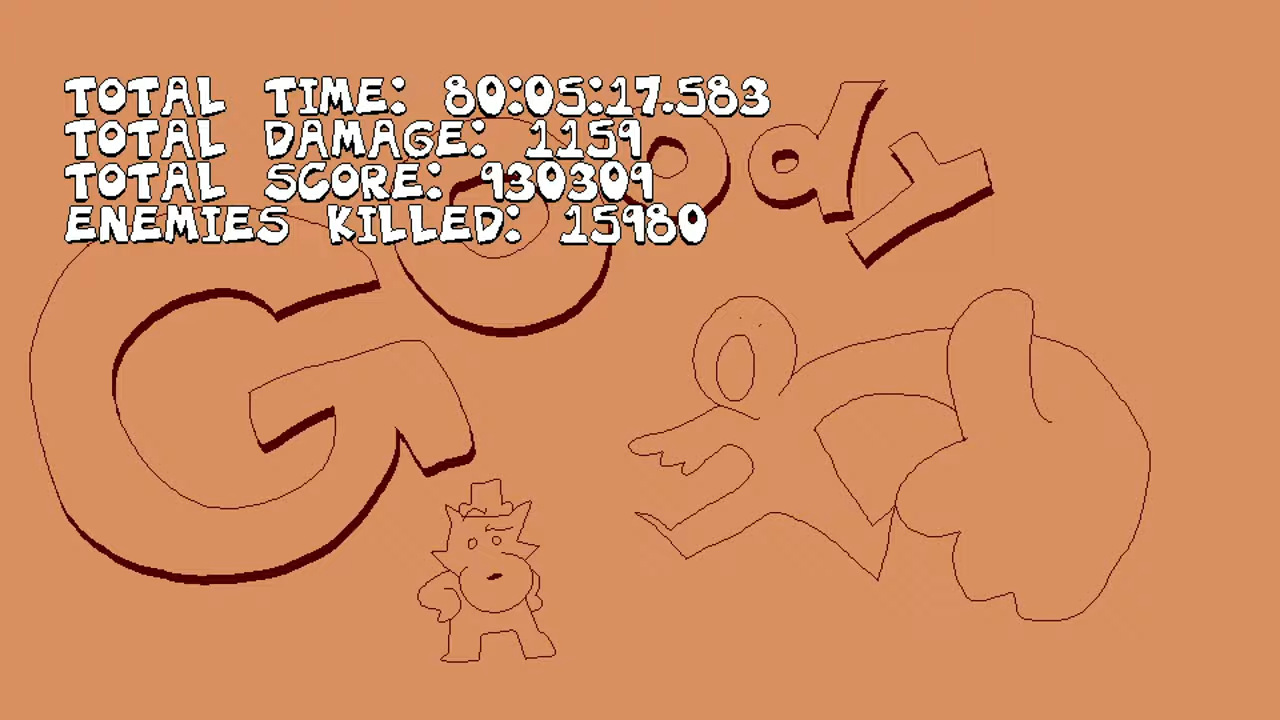 TOTAL TIME: 80:05:17.583
TOTAL DAMAGE: 1159
TOTAL SCORE: 930309
ENEMIES KILLED: 15980
Goody